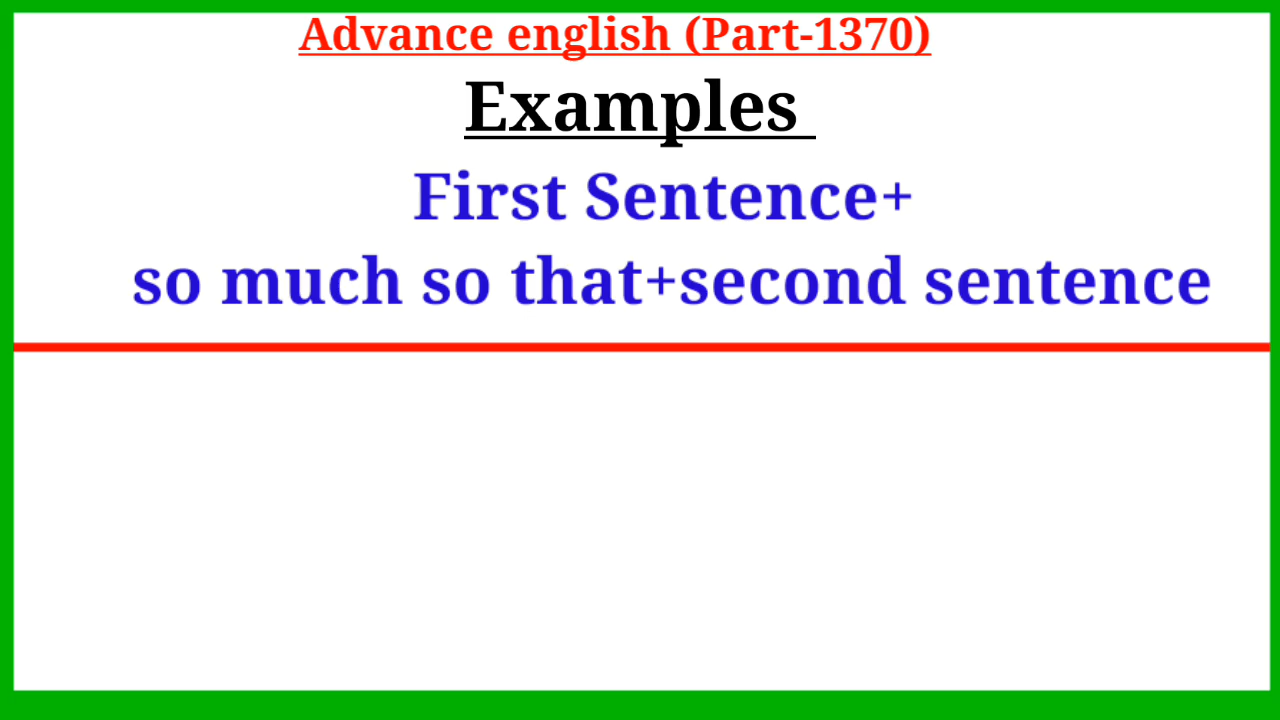 Advance english (Part-1370)
Examples
First Sentence+
so much so that+second sentence